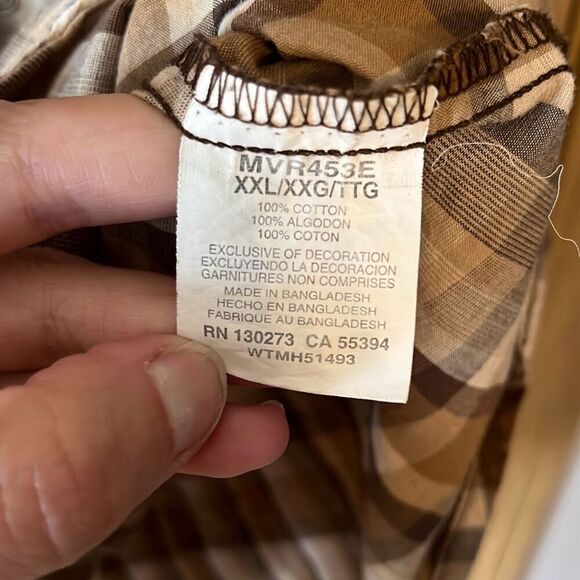 MVR453E
XXL/XXG/TTG
100% COTTON
100% ALGODON
100% COTON
EXCLUSIVE OF DECORATION
EXCLUYENDO LA DECORACION
GARNITURES NON COMPRISES
MADE IN BANGLADESH
HECHO EN BANGLADESH
FABRIQUE AU BANGLADESH
RN 130273 CA 55394
WTMH51493